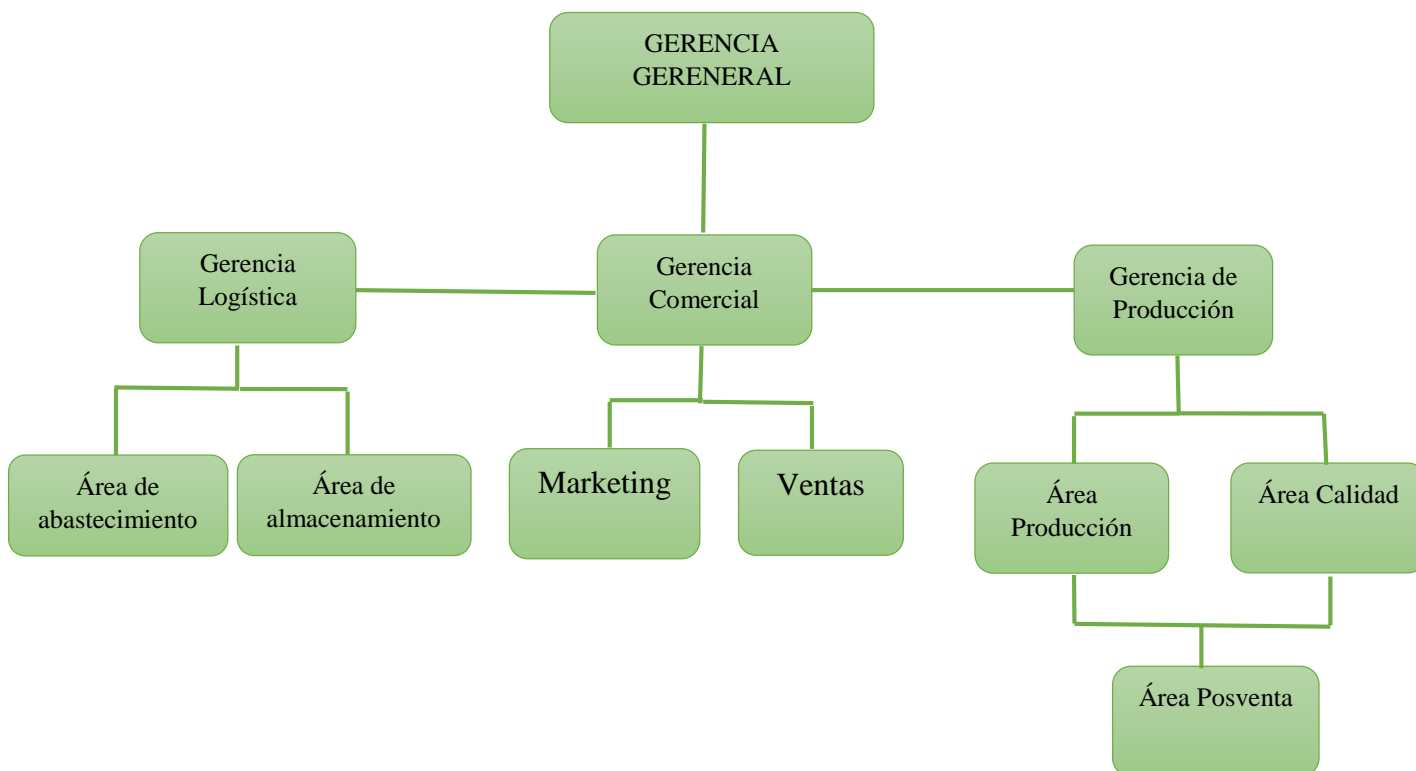 GERENCIA
GERENERAL
Gerencia
Logística
Gerencia
Comercial
Gerencia de
Producción
Área de
abastecimiento
Área de
almacenamiento
Marketing
Ventas
Área
Producción
Área Calidad
Área Posventa